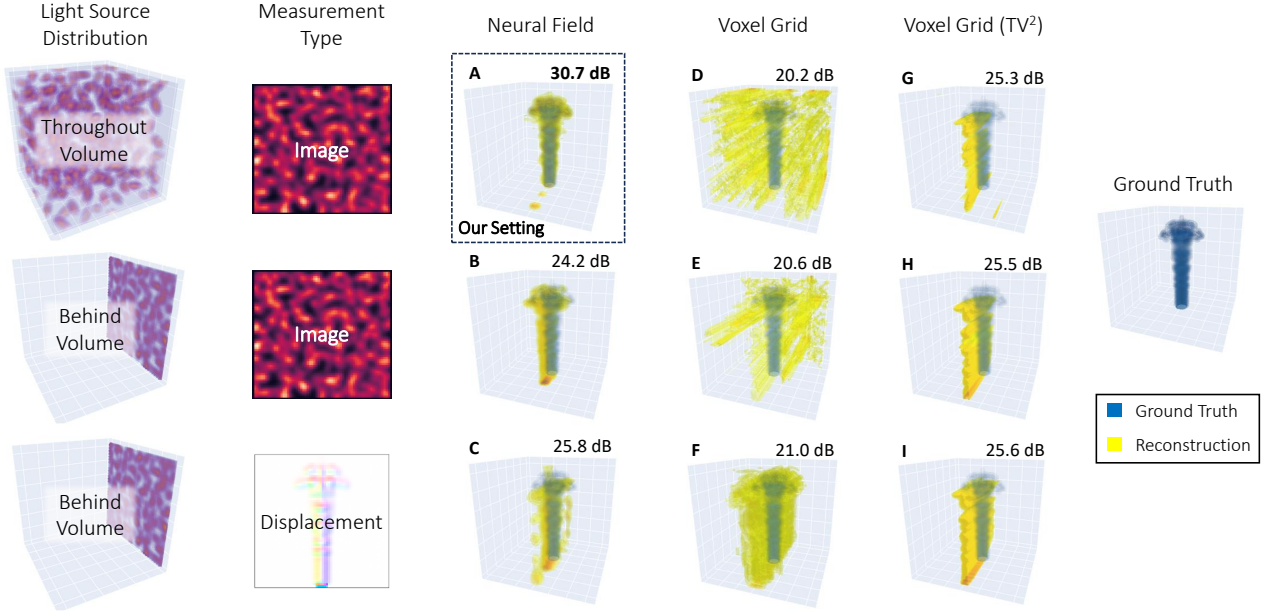 Light Source
Distribution
Measurement
Type
Neural Field
Voxel Grid
Voxel Grid (TV²)
Throughout
Volume
Image
A
30.7 dB
Our Setting
D
20.2 dB
G
25.3 dB
Ground Truth
Behind
Volume
Image
B
24.2 dB
E
20.6 dB
H
25.5 dB
Ground Truth
Reconstruction
Behind
Volume
Displacement
C
25.8 dB
F
21.0 dB
I
25.6 dB